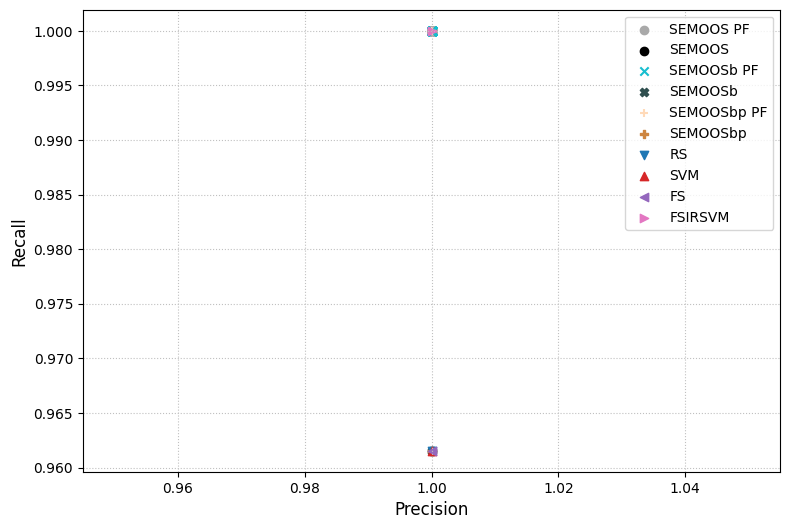 1.000
0.995
0.990
0.985
0.980
0.975
0.970
0.965
0.960
Recall
0.96
0.98
1.00
1.02
1.04
Precision
SEMOOS PF
SEMOOS
SEMOOSb PF
SEMOOSb
SEMOOSbp PF
SEMOOSbp
RS
SVM
FS
FSIRSVM